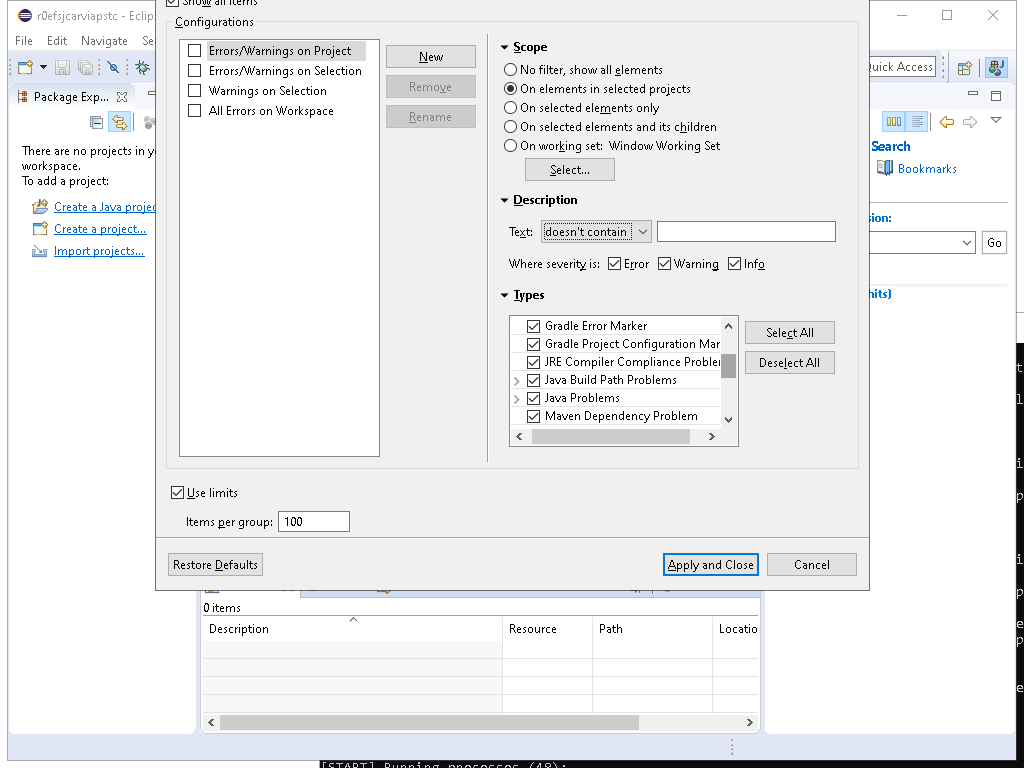 Show all items
r0efsjcarviapstc - Eclip
File Edit Navigate Se
Configurations
Errors/Warnings on Project
Errors/Warnings on Selection
Warnings on Selection
All Errors on Workspace
New
Remove
Rename
Scope
No filter, show all elements
On elements in selected projects
On selected elements only
On selected elements and its children
On working set: Window Working Set
Select...
Description
Text: doesn't contain
Where severity is: Error Warning Info
Types
Gradle Error Marker
Gradle Project Configuration Mar
JRE Compiler Compliance Probler
Java Build Path Problems
Java Problems
Maven Dependency Problem
Select All
Deselect All
Use limits
Items per group: 100
Restore Defaults
Apply and Close
Cancel
Quick Access
Package Exp...
There are no projects in y
workspace.
To add a project:
Create a Java projec
Create a project...
Import projects...
Search
Bookmarks
sion:
Go
hits)
0 items
Description Resource Path Locatio
[START] Running processes (48):